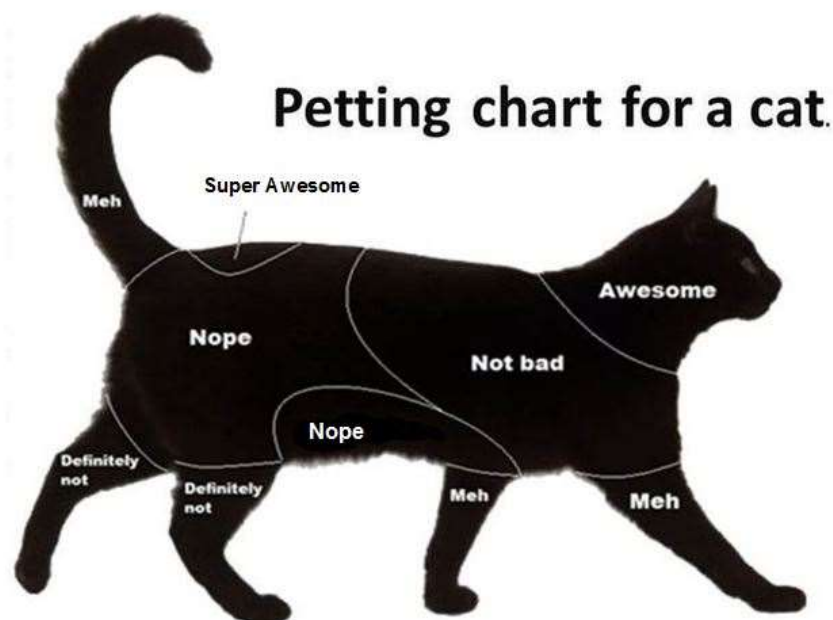 Petting chart for a cat.
Super Awesome
Meh
Awesome
Nope
Not bad
Nope
Definitely
not
Definitely
not
Meh
Meh